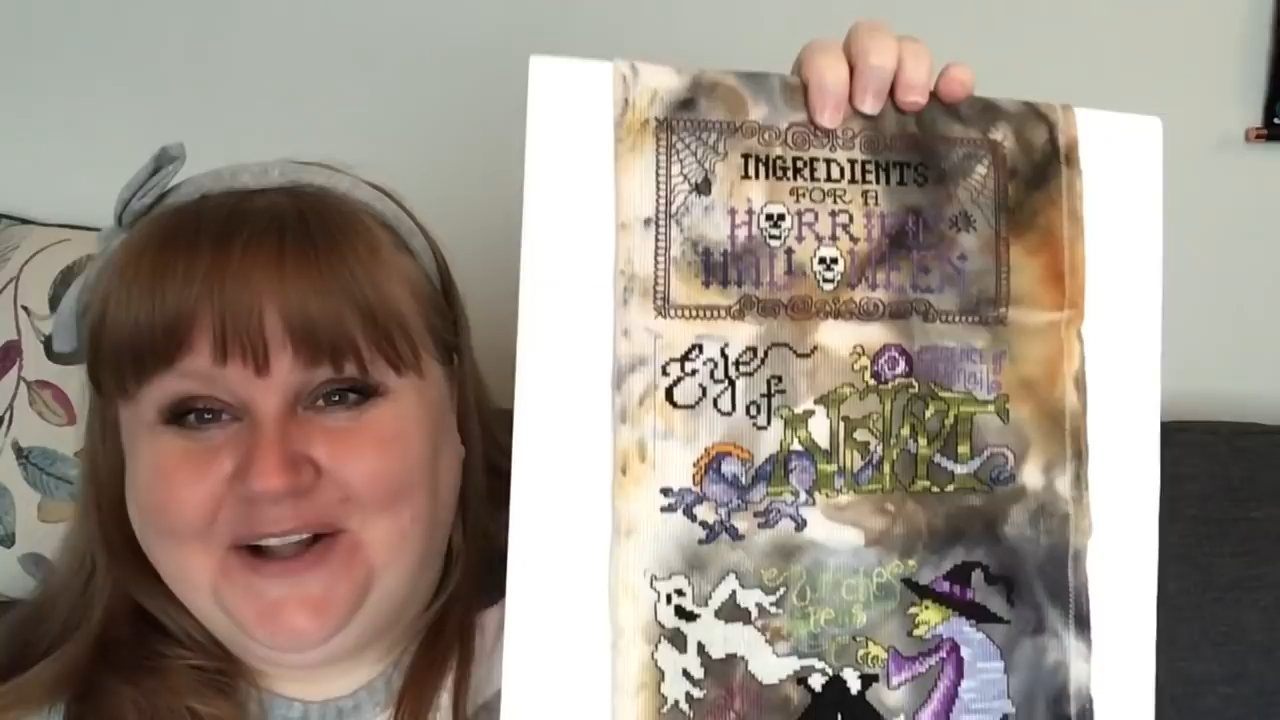 INGREDIENTS
FOR A
HORRIBLE
HALLOWEEN
Eye
of
NEWT